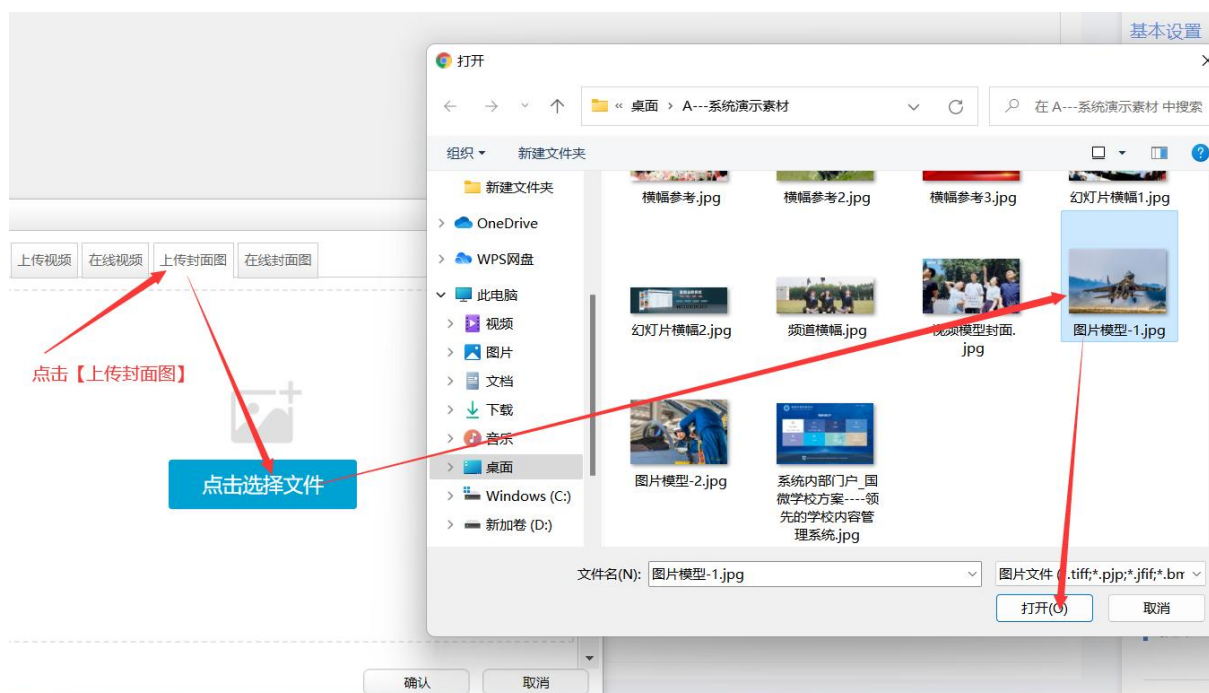 基本设置
打开
« 桌面 › A---系统演示素材
在 A---系统演示素材 中搜索
组织
新建文件夹
新建文件夹
OneDrive
WPS网盘
此电脑
视频
图片
文档
下载
音乐
桌面
Windows (C:)
新加卷 (D:)
横幅参考.jpg
横幅参考2.jpg
横幅参考3.jpg
幻灯片横幅1.jpg
幻灯片横幅2.jpg
频道横幅.jpg
视频模型封面.
jpg
图片模型-1.jpg
图片模型-2.jpg
系统内部门户_国
微学校方案----领
先的学校内容管
理系统.jpg
文件名(N):
图片模型-1.jpg
图片文件 (*.tiff;*.pjp;*.jfif;*.bm
打开(O)
取消
上传视频
在线视频
上传封面图
在线封面图
点击【上传封面图】
点击选择文件
确认
取消